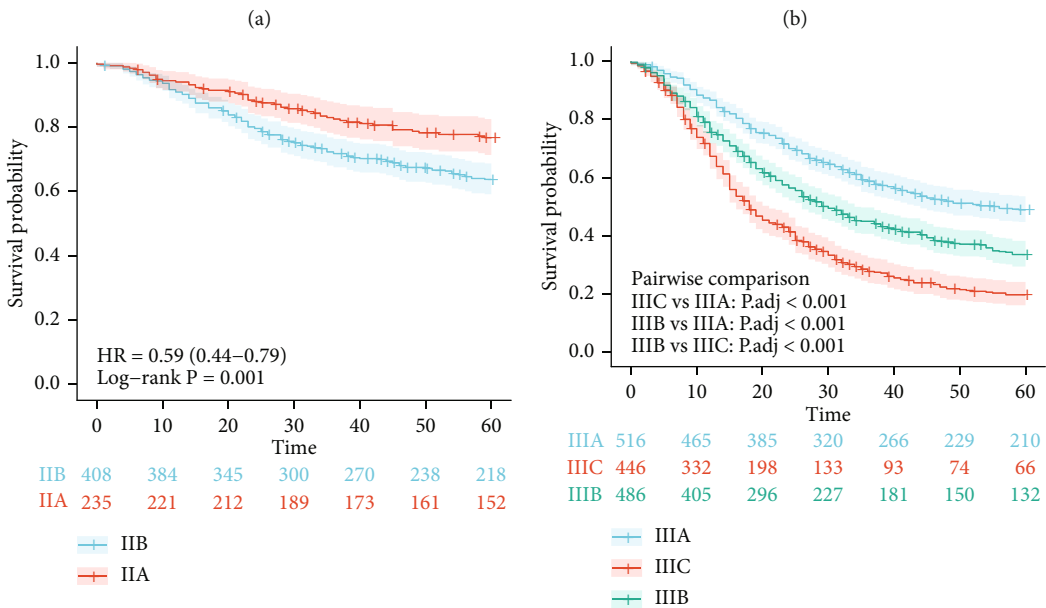 (a)
(b)
Survival probability
1.0
0.8
0.6
0.4
0.2
0.0
HR = 0.59 (0.44−0.79)
Log−rank P = 0.001
0 10 20 30 40 50 60
Time
IIB 408 384 345 300 270 238 218
IIA 235 221 212 189 173 161 152
IIB
IIA
Survival probability
1.0
0.8
0.6
0.4
0.2
0.0
Pairwise comparison
IIIC vs IIIA: P.adj < 0.001
IIIB vs IIIA: P.adj < 0.001
IIIB vs IIIC: P.adj < 0.001
0 10 20 30 40 50 60
Time
IIIA 516 465 385 320 266 229 210
IIIC 446 332 198 133 93 74 66
IIIB 486 405 296 227 181 150 132
IIIA
IIIC
IIIB